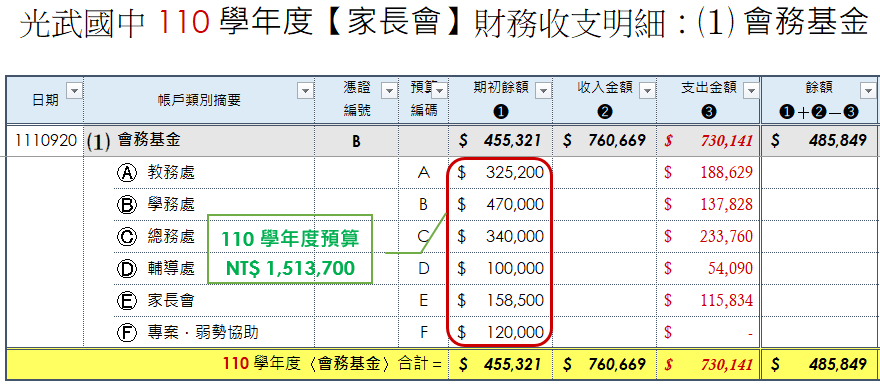 光武國中 110 學年度【家長會】財務收支明細：(1) 會務基金
日期 帳戶類別摘要 憑證編號 預算編碼 期初餘額 ❶ 收入金額 ❷ 支出金額 ❸ 餘額 ❶＋❷－❸
1110920 (1) 會務基金 B $ 455,321 $ 760,669 $ 730,141 $ 485,849
Ⓐ 教務處 A $ 325,200 $ 188,629
Ⓑ 學務處 B $ 470,000 $ 137,828
Ⓒ 總務處 C $ 340,000 $ 233,760
Ⓓ 輔導處 D $ 100,000 $ 54,090
Ⓔ 家長會 E $ 158,500 $ 115,834
Ⓕ 專案．弱勢協助 F $ 120,000 $ -
110 學年度預算
NT$ 1,513,700
110 學年度〈會務基金〉合計 = $ 455,321 $ 760,669 $ 730,141 $ 485,849